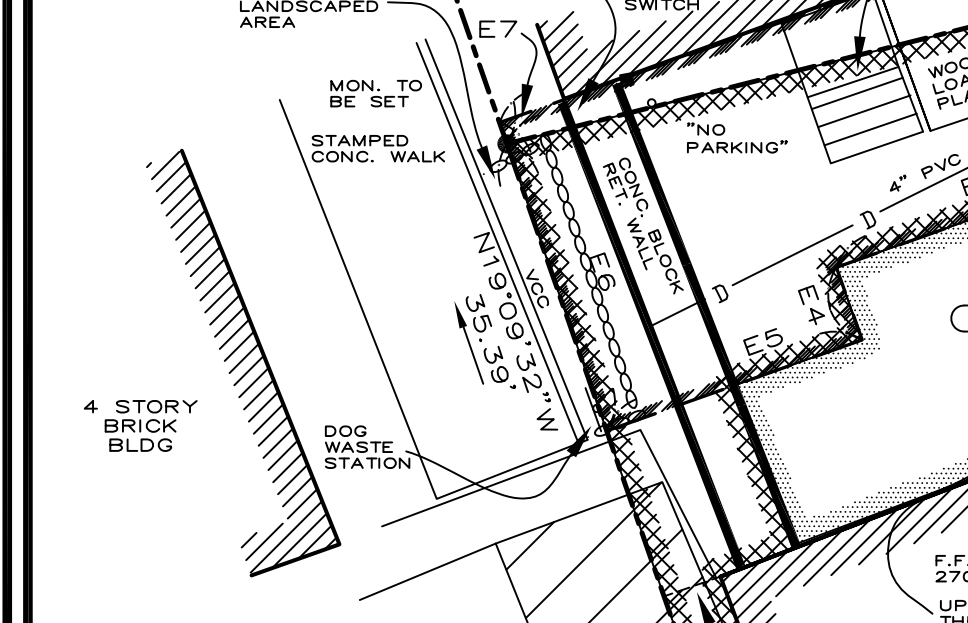 LANDSCAPED
AREA
SWITCH
E7
MON. TO
BE SET
STAMPED
CONC. WALK
"NO
PARKING"
4" PVC
D
CONC. BLOCK
RET. WALL
E6
VCC
N19°09'32"W
35.39'
D
E4
E5
4 STORY
BRICK
BLDG
DOG
WASTE
STATION
F.F.
UP